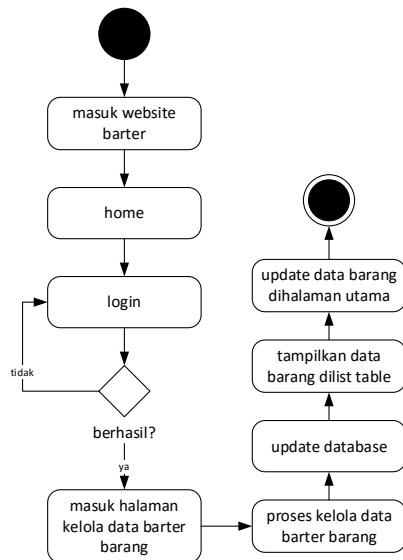 masuk website
barter
home
login
tidak
berhasil?
ya
masuk halaman
kelola data barter
barang
proses kelola data
barter barang
update database
tampilkan data
barang dilist table
update data barang
dihalaman utama